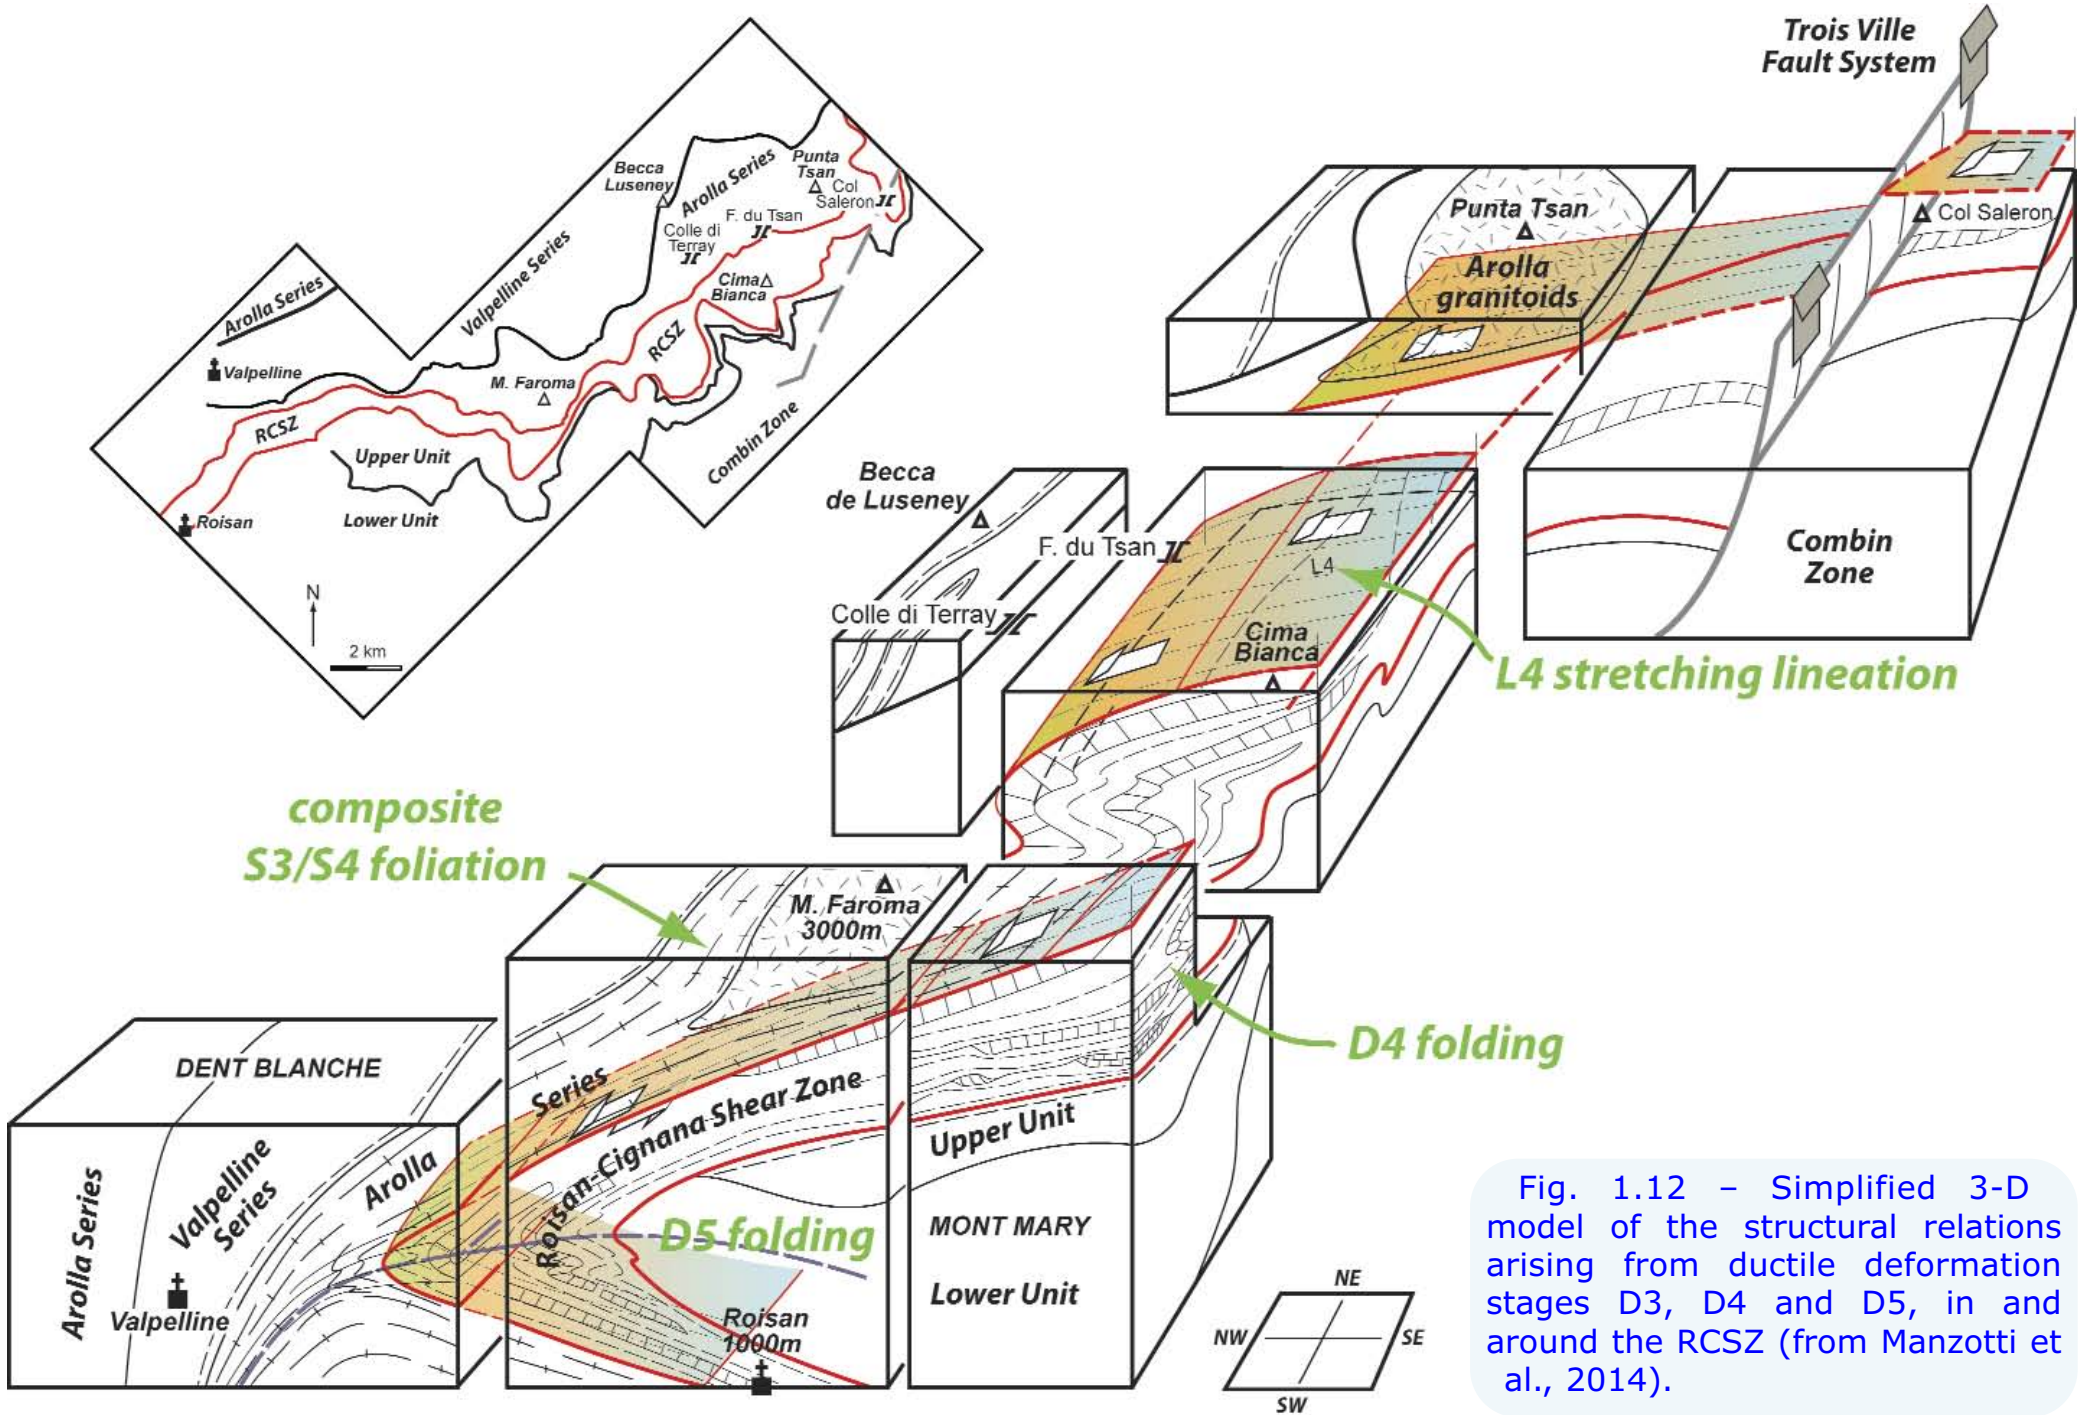 Trois Ville
Fault System
Becca
Luseney
Arolla Series
Punta
Tsan
Col
Saleron
F. du Tsan
Colle di
Terray
Cima
Bianca
Arolla Series
Valpelline Series
Valpelline
RCSZ
M. Faroma
RCSZ
Upper Unit
Lower Unit
Combin Zone
Roisan
N
2 km
Punta Tsan
Col Saleron
Arolla
granitoids
Combin
Zone
Becca
de Luseney
F. du Tsan
Colle di Terray
L4
Cima
Bianca
L4 stretching lineation
composite
S3/S4 foliation
M. Faroma
3000m
D4 folding
DENT BLANCHE
Arolla Series
Valpelline
Series
Arolla
Series
Roisan-Cignana Shear Zone
Upper Unit
D5 folding
MONT MARY
Lower Unit
Valpelline
Roisan
1000m
NE
NW
SE
SW
Fig. 1.12 – Simplified 3-D
model of the structural relations
arising from ductile deformation
stages D3, D4 and D5, in and
around the RCSZ (from Manzotti et
al., 2014).